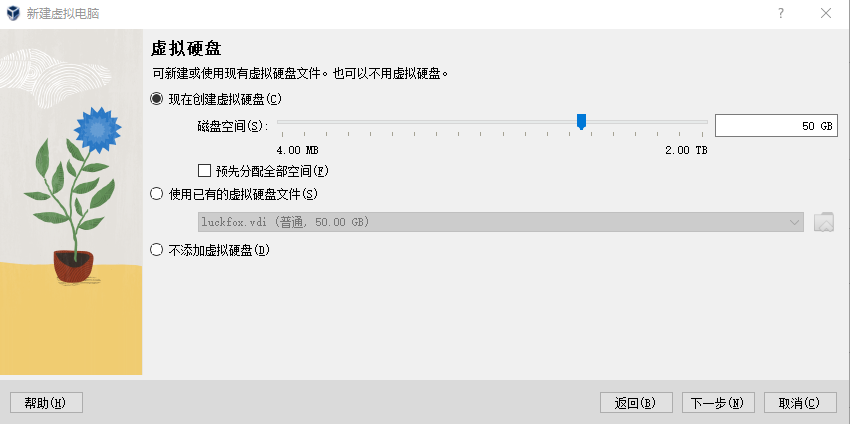 新建虚拟电脑
?
虚拟硬盘
可新建或使用现有虚拟硬盘文件。也可以不用虚拟硬盘。
现在创建虚拟硬盘(C)
磁盘空间(S): 50 GB
4.00 MB 2.00 TB
预先分配全部空间(F)
使用已有的虚拟硬盘文件(S)
luckfox.vdi (普通, 50.00 GB)
不添加虚拟硬盘(D)
帮助(H) 返回(B) 下一步(N) 取消(C)